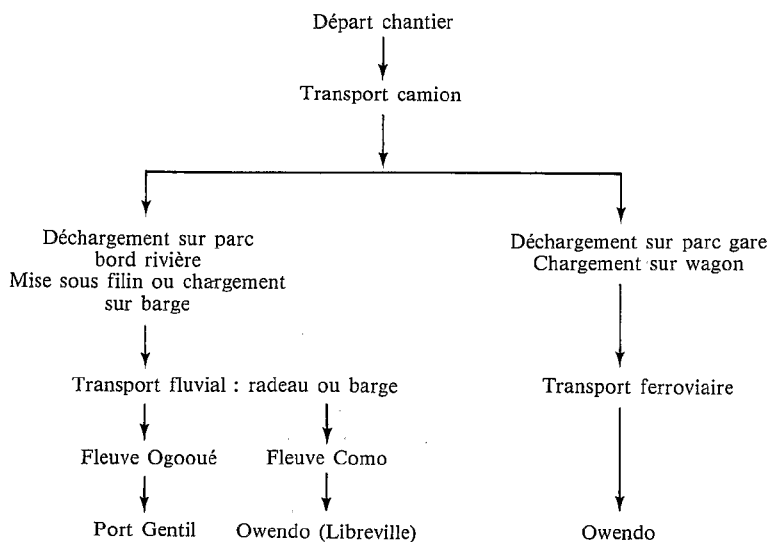 Départ chantier
Transport camion
Déchargement sur parc
bord rivière
Mise sous filin ou chargement
sur barge
Déchargement sur parc gare
Chargement sur wagon
Transport fluvial : radeau ou barge
Transport ferroviaire
Fleuve Ogooué
Fleuve Como
Port Gentil
Owendo (Libreville)
Owendo